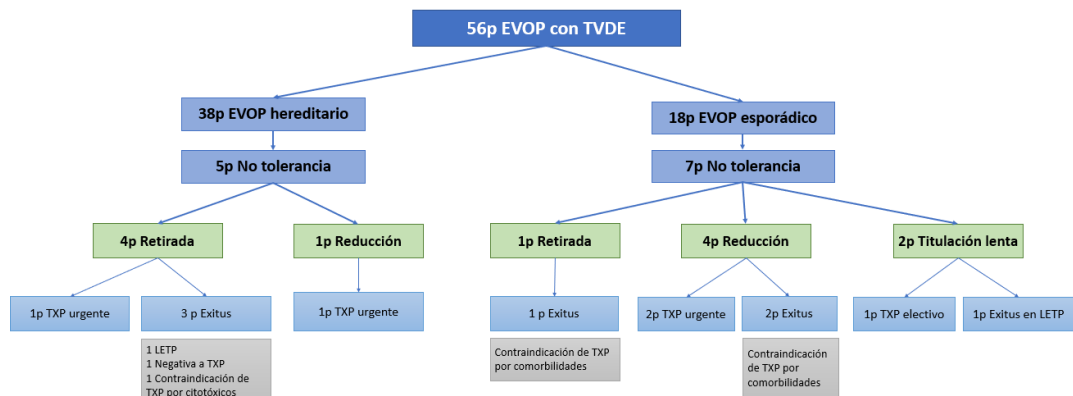 56p EVOP con TVDE
38p EVOP hereditario
18p EVOP esporádico
5p No tolerancia
7p No tolerancia
4p Retirada
1p Reducción
1p Retirada
4p Reducción
2p Titulación lenta
1p TXP urgente
3 p Exitus
1p TXP urgente
1 p Exitus
2p TXP urgente
2p Exitus
1p TXP electivo
1p Exitus en LETP
1 LETP
1 Negativa a TXP
1 Contraindicación de
TXP por citotóxicos
Contraindicación de TXP
por comorbilidades
Contraindicación
de TXP por
comorbilidades